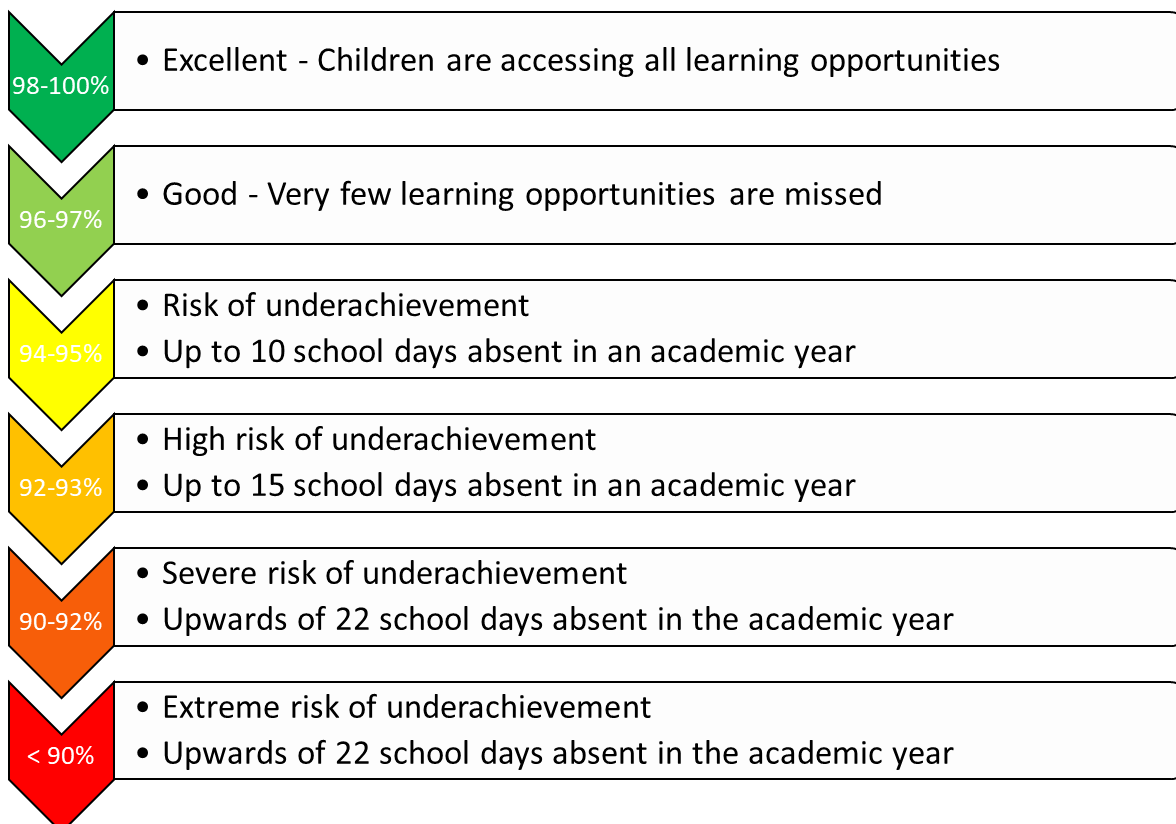 98-100%
• Excellent - Children are accessing all learning opportunities
96-97%
• Good - Very few learning opportunities are missed
94-95%
• Risk of underachievement
• Up to 10 school days absent in an academic year
92-93%
• High risk of underachievement
• Up to 15 school days absent in an academic year
90-92%
• Severe risk of underachievement
• Upwards of 22 school days absent in the academic year
< 90%
• Extreme risk of underachievement
• Upwards of 22 school days absent in the academic year